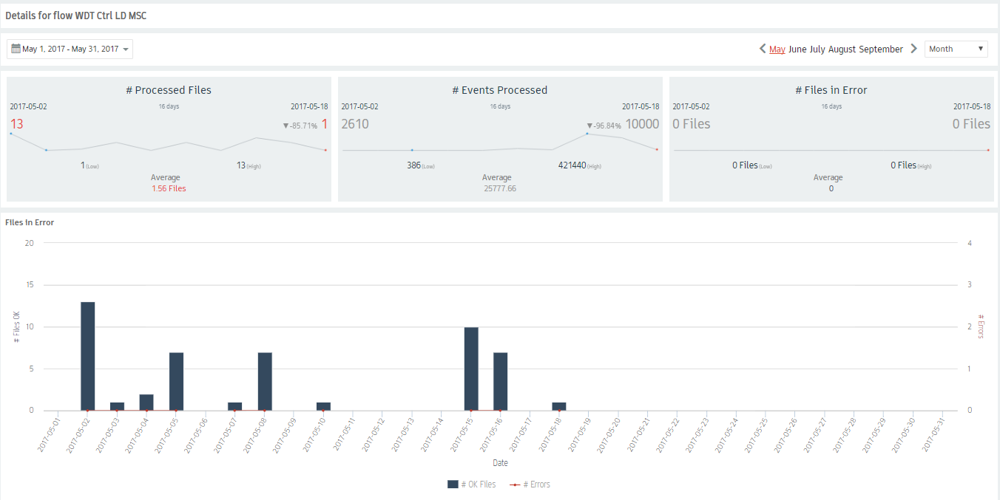 Details for flow WDT Ctrl LD MSC
May 1, 2017 - May 31, 2017
May June July August September
Month
# Processed Files
2017-05-02 16 days 2017-05-18
13 ▼-85.71% 1
1 (Low) 13 (High)
Average
1.56 Files
# Events Processed
2017-05-02 16 days 2017-05-18
2610 ▼-96.84% 10000
386 (Low) 421440 (High)
Average
25777.66
# Files in Error
2017-05-02 16 days 2017-05-18
0 Files 0 Files
0 Files (Low) 0 Files (High)
Average
0
Files in Error
20 4
15 3
10 2
5 1
0 0
# Files OK
# Errors
2017-05-01
2017-05-02
2017-05-03
2017-05-04
2017-05-05
2017-05-06
2017-05-07
2017-05-08
2017-05-09
2017-05-10
2017-05-11
2017-05-12
2017-05-13
2017-05-14
2017-05-15
2017-05-16
2017-05-17
2017-05-18
2017-05-19
2017-05-20
2017-05-21
2017-05-22
2017-05-23
2017-05-24
2017-05-25
2017-05-26
2017-05-27
2017-05-28
2017-05-29
2017-05-30
2017-05-31
Date
# OK Files # Errors